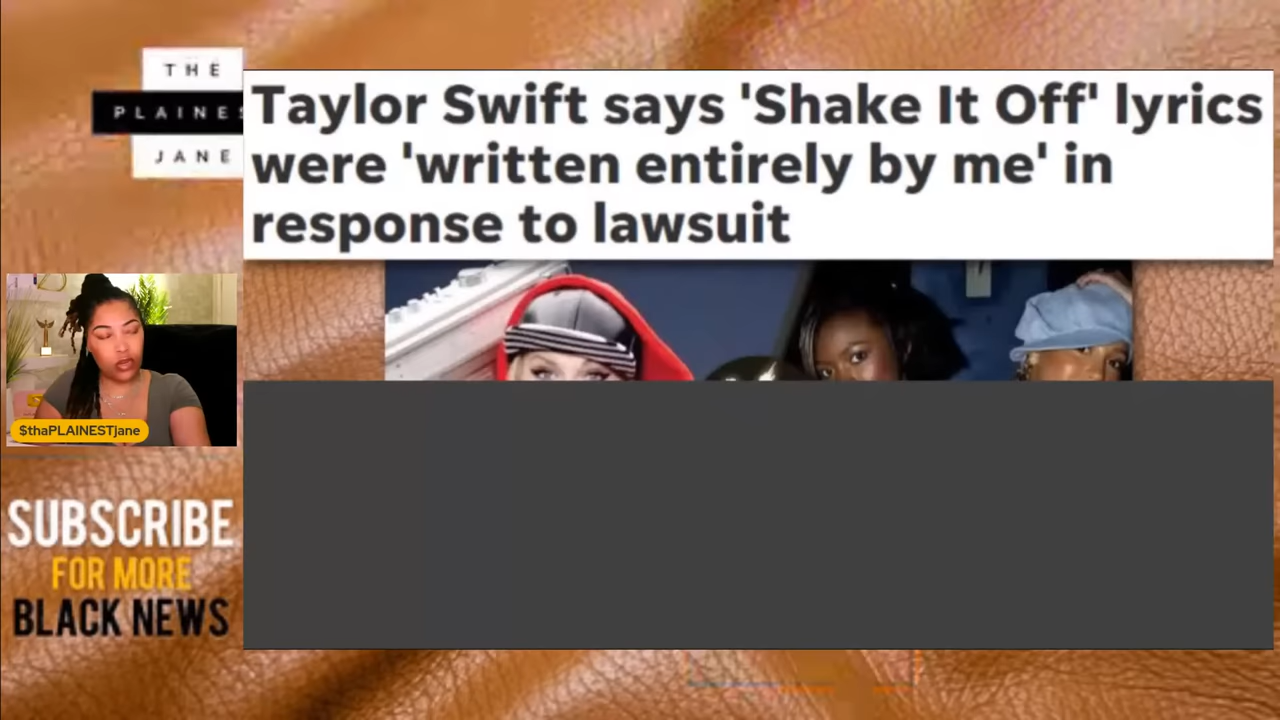 THE
PLAINES
JANE
Taylor Swift says 'Shake It Off' lyrics
were 'written entirely by me' in
response to lawsuit
$thaPLAINESTjane
SUBSCRIBE
FOR MORE
BLACK NEWS